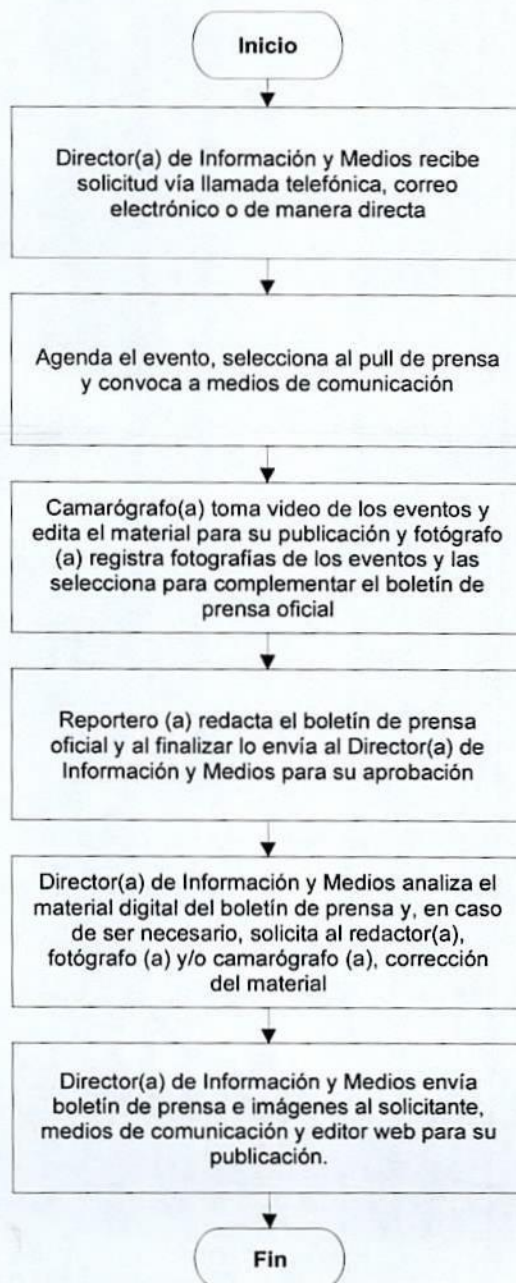 Inicio
Director(a) de Información y Medios recibe
solicitud vía llamada telefónica, correo
electrónico o de manera directa
Agenda el evento, selecciona al pull de prensa
y convoca a medios de comunicación
Camarógrafo(a) toma video de los eventos y
edita el material para su publicación y fotógrafo
(a) registra fotografías de los eventos y las
selecciona para complementar el boletín de
prensa oficial
Reportero (a) redacta el boletín de prensa
oficial y al finalizar lo envía al Director(a) de
Información y Medios para su aprobación
Director(a) de Información y Medios analiza el
material digital del boletín de prensa y, en caso
de ser necesario, solicita al redactor(a),
fotógrafo (a) y/o camarógrafo (a), corrección
del material
Director(a) de Información y Medios envía
boletín de prensa e imágenes al solicitante,
medios de comunicación y editor web para su
publicación.
Fin